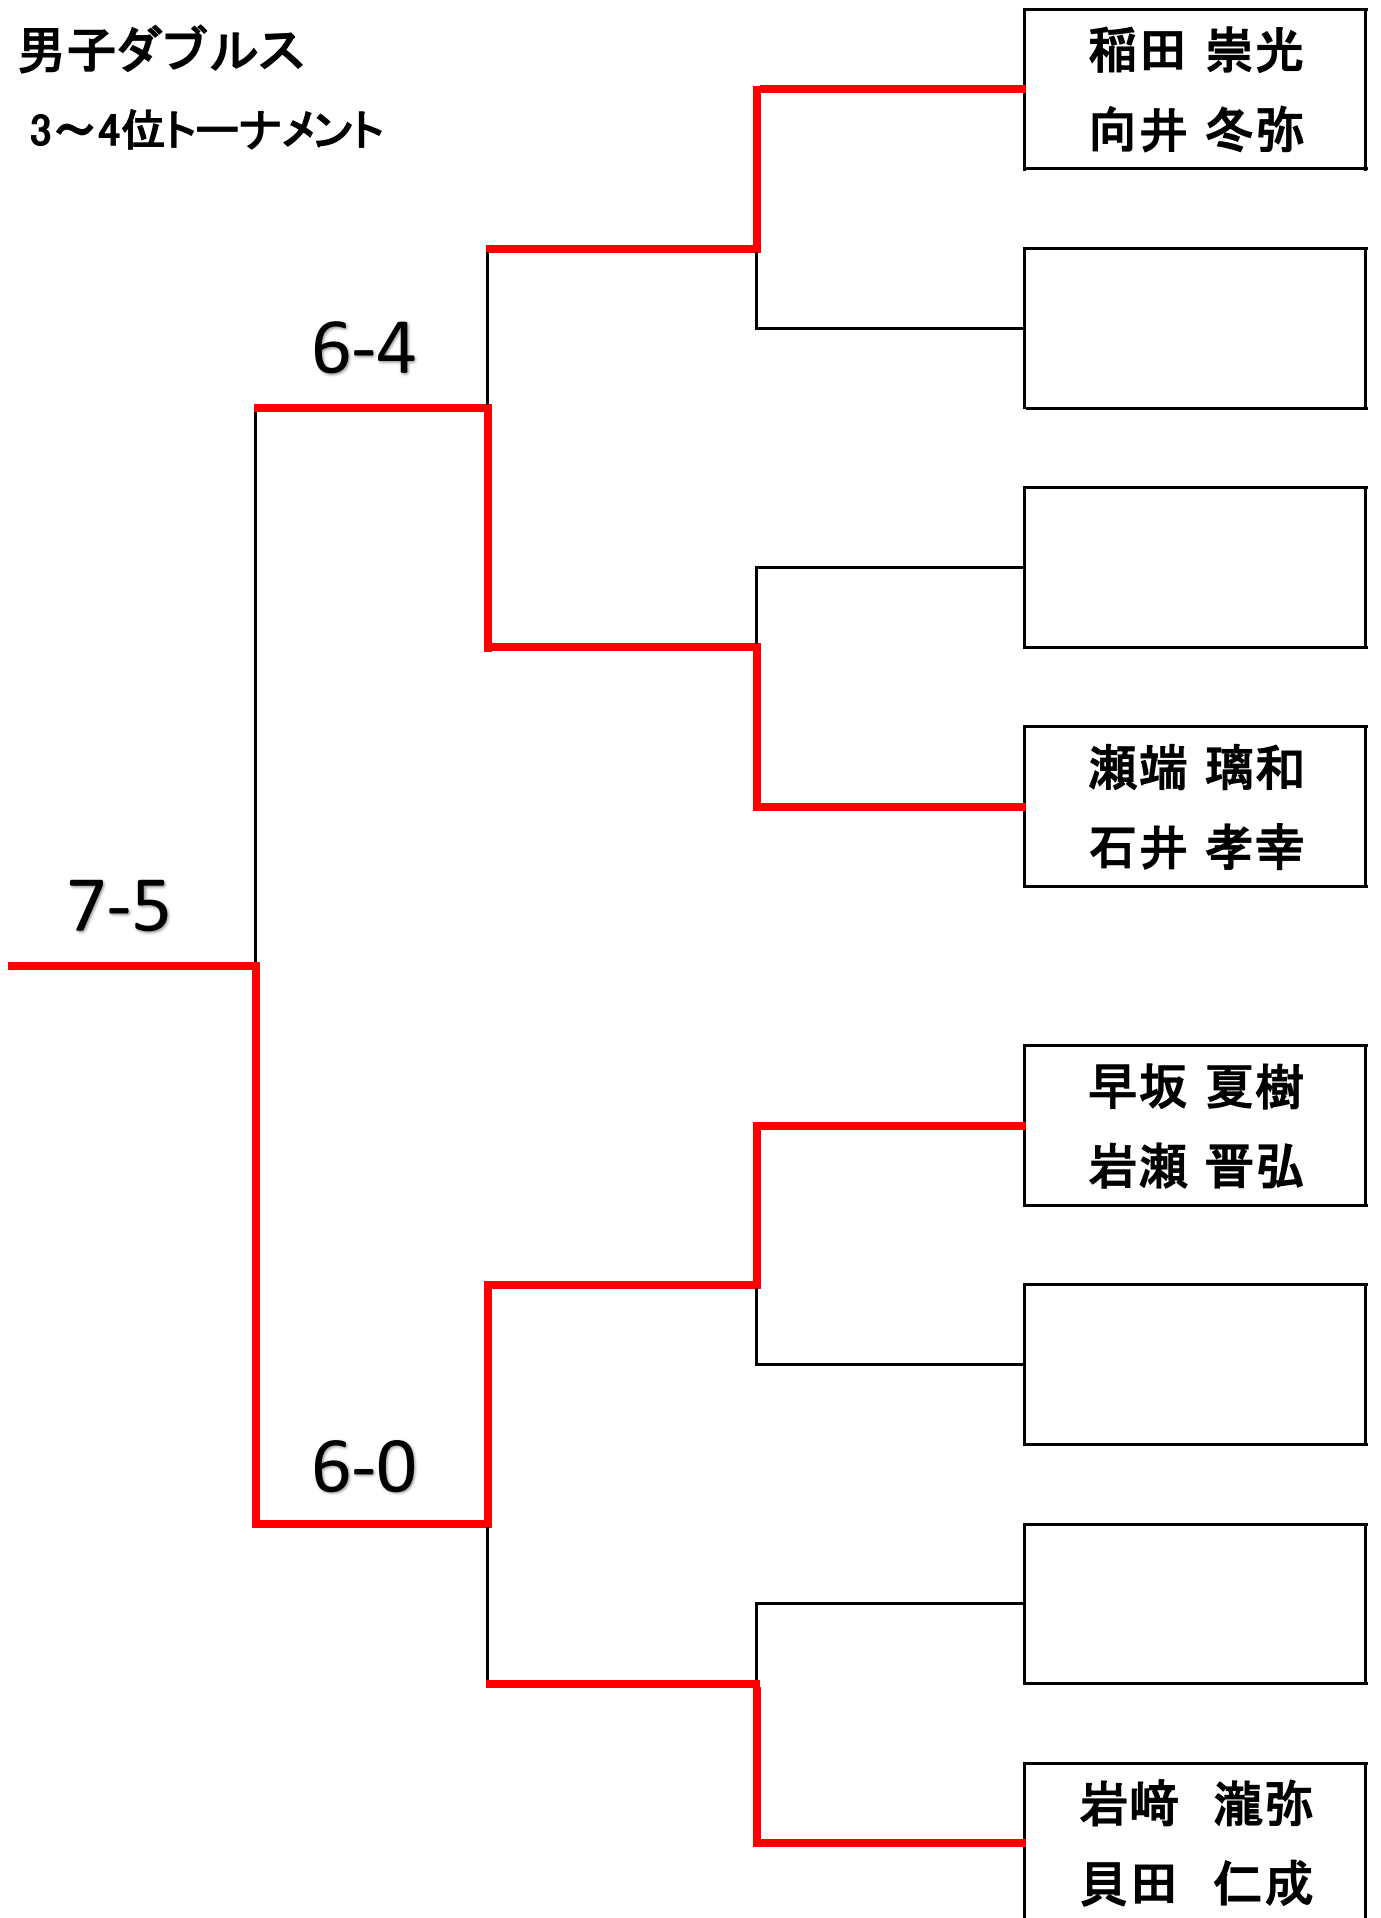 男子ダブルス
3～4位トーナメント
稲田 崇光
向井 冬弥
6-4
瀬端 璃和
石井 孝幸
7-5
早坂 夏樹
岩瀬 晋弘
6-0
岩﨑 瀧弥
貝田 仁成